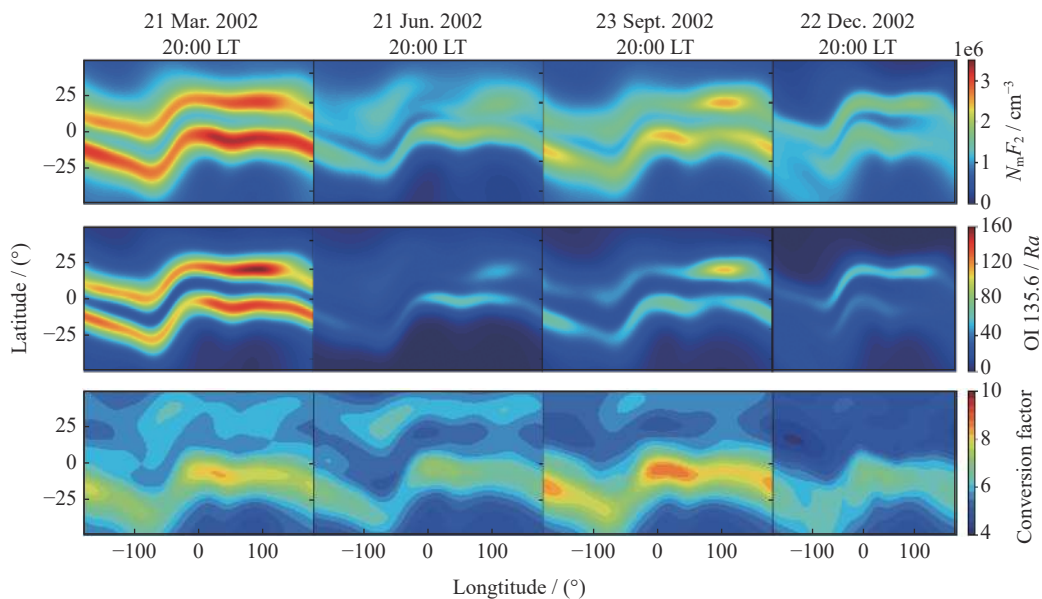 21 Mar. 2002 21 Jun. 2002 23 Sept. 2002 22 Dec. 2002
20:00 LT 20:00 LT 20:00 LT 20:00 LT
1e6
25
0
−25
3
2
1
0
NmF2 / cm−3
25
0
−25
160
120
80
40
0
OI 135.6 / Ra
Latitude / (°)
25
0
−25
10
8
6
4
Conversion factor
−100 0 100 −100 0 100 −100 0 100 −100 0 100
Longtitude / (°)